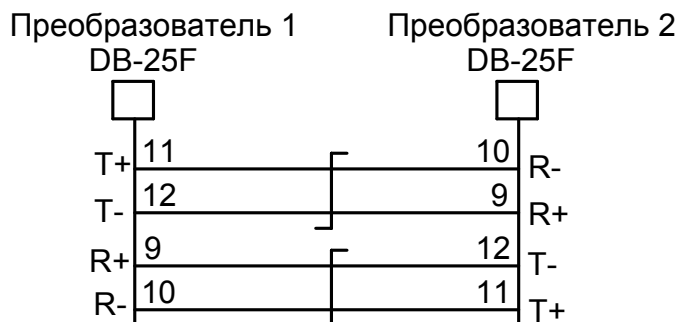 Преобразователь 1 Преобразователь 2
DB-25F DB-25F
T+ 11 10 R-
T- 12 9 R+
R+ 9 12 T-
R- 10 11 T+